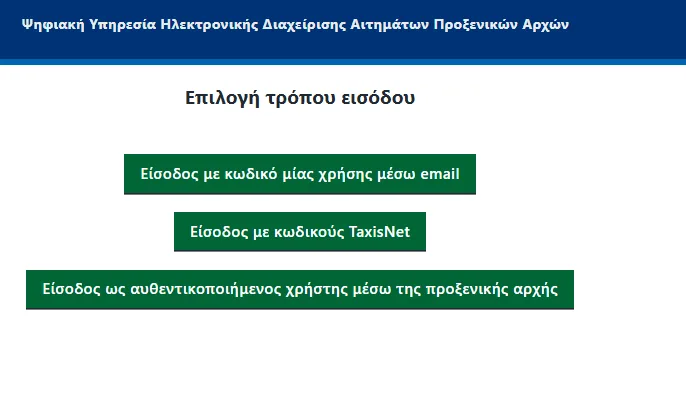 Ψηφιακή Υπηρεσία Ηλεκτρονικής Διαχείρισης Αιτημάτων Προξενικών Αρχών
Επιλογή τρόπου εισόδου
Είσοδος με κωδικό μίας χρήσης μέσω email
Είσοδος με κωδικούς TaxisNet
Είσοδος ως αυθεντικοποιήμενος χρήστης μέσω της προξενικής αρχής